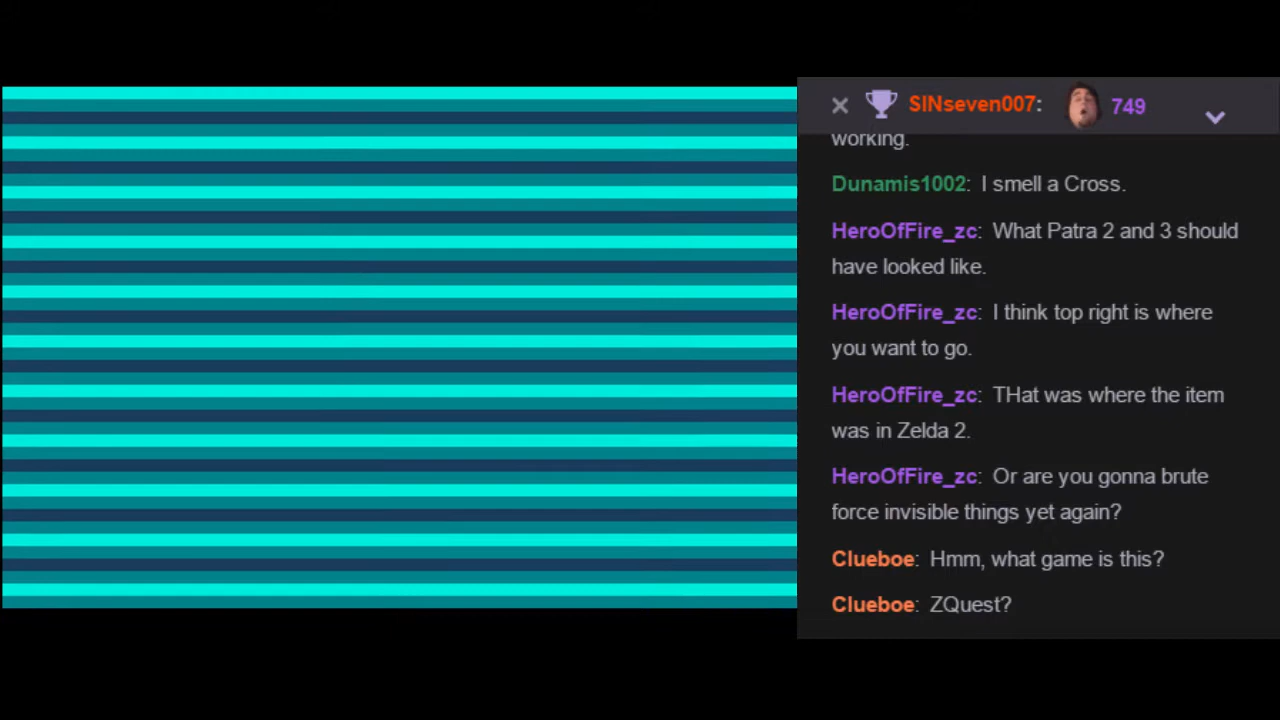 SINseven007: 749
working.
Dunamis1002: I smell a Cross.
HeroOfFire_zc: What Patra 2 and 3 should
have looked like.
HeroOfFire_zc: I think top right is where
you want to go.
HeroOfFire_zc: THat was where the item
was in Zelda 2.
HeroOfFire_zc: Or are you gonna brute
force invisible things yet again?
Clueboe: Hmm, what game is this?
Clueboe: ZQuest?